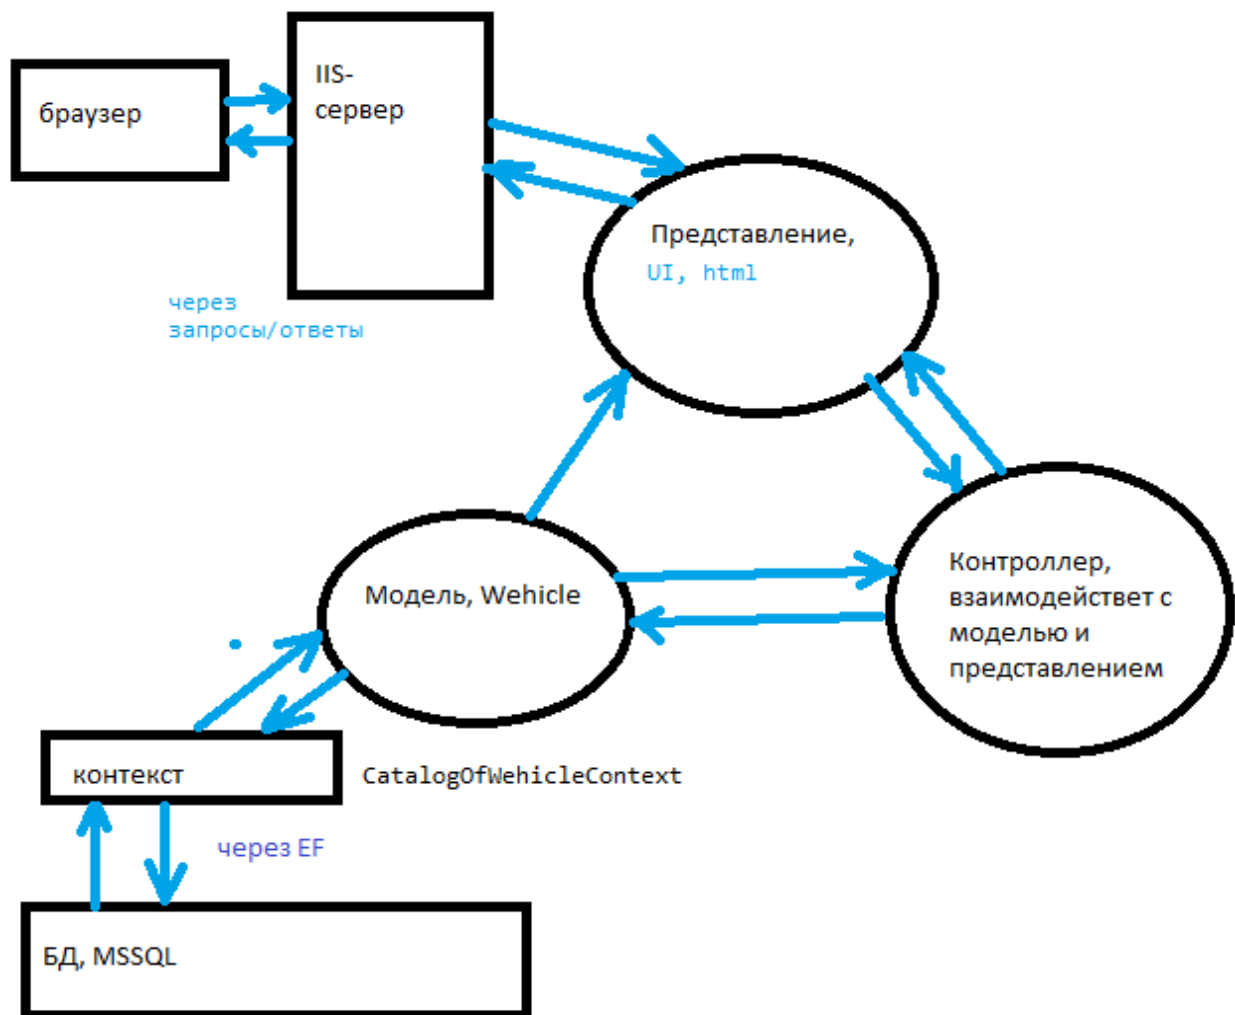 IIS-
сервер
браузер
Представление,
UI, html
через
запросы/ответы
Контроллер,
взаимодействет с
моделью и
представлением
Модель, Wehicle
контекст
CatalogOfWehicleContext
через EF
БД, MSSQL